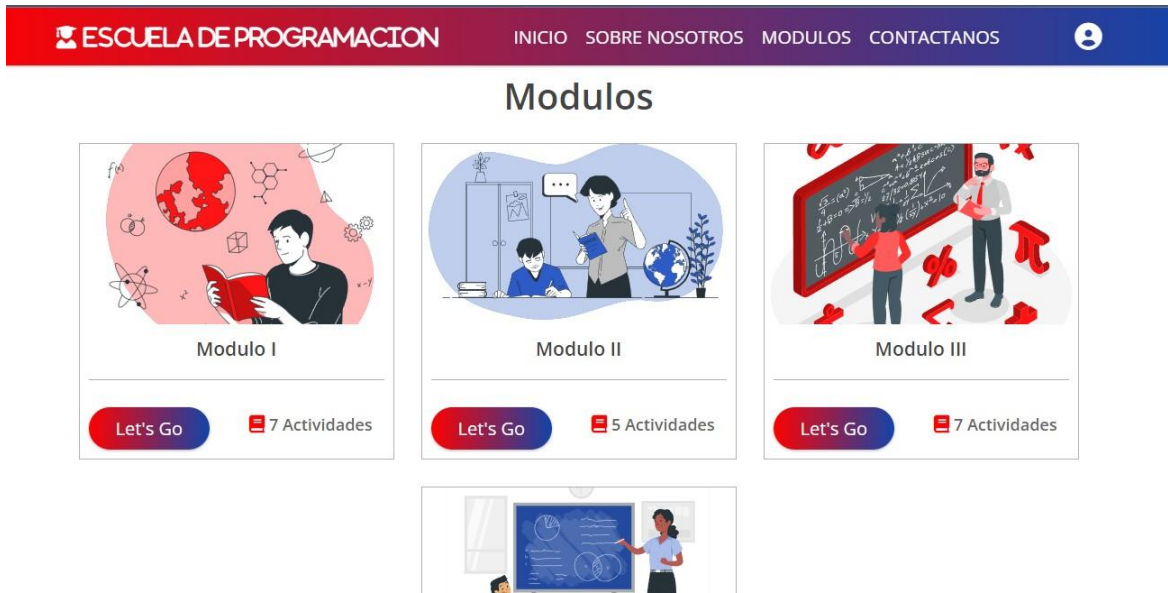 ESCUELA DE PROGRAMACION
INICIO SOBRE NOSOTROS MODULOS CONTACTANOS
Modulos
Modulo I
Let's Go
7 Actividades
Modulo II
Let's Go
5 Actividades
Modulo III
Let's Go
7 Actividades